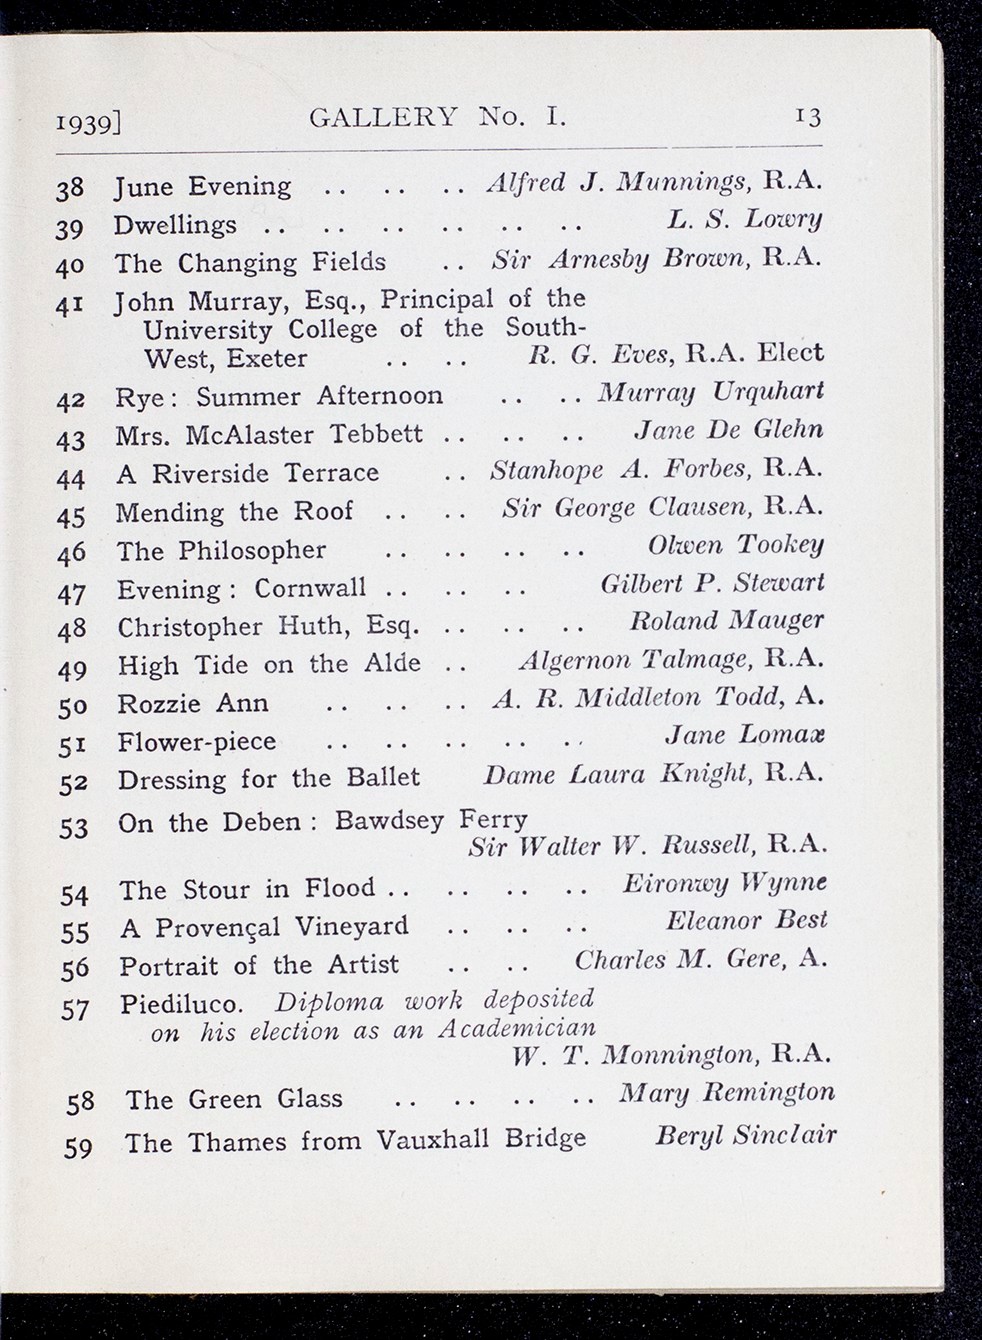 1939] GALLERY No. I. 13
38 June Evening .. .. .. Alfred J. Munnings, R.A.
39 Dwellings .. .. .. .. .. .. L. S. Lowry
40 The Changing Fields .. Sir Arnesby Brown, R.A.
41 John Murray, Esq., Principal of the
University College of the South-
West, Exeter .. .. R. G. Eves, R.A. Elect
42 Rye: Summer Afternoon .. .. Murray Urquhart
43 Mrs. McAlaster Tebbett .. .. .. Jane De Glehn
44 A Riverside Terrace .. Stanhope A. Forbes, R.A.
45 Mending the Roof .. .. Sir George Clausen, R.A.
46 The Philosopher .. .. .. .. Olwen Tookey
47 Evening: Cornwall .. .. .. Gilbert P. Stewart
48 Christopher Huth, Esq. .. .. .. Roland Mauger
49 High Tide on the Alde .. Algernon Talmage, R.A.
50 Rozzie Ann .. .. .. A. R. Middleton Todd, A.
51 Flower-piece .. .. .. .. .. Jane Lomax
52 Dressing for the Ballet Dame Laura Knight, R.A.
53 On the Deben: Bawdsey Ferry
Sir Walter W. Russell, R.A.
54 The Stour in Flood .. .. .. .. Eironwy Wynne
55 A Provençal Vineyard .. .. .. Eleanor Best
56 Portrait of the Artist .. .. Charles M. Gere, A.
57 Piediluco. Diploma work deposited
on his election as an Academician
W. T. Monnington, R.A.
58 The Green Glass .. .. .. .. Mary Remington
59 The Thames from Vauxhall Bridge Beryl Sinclair